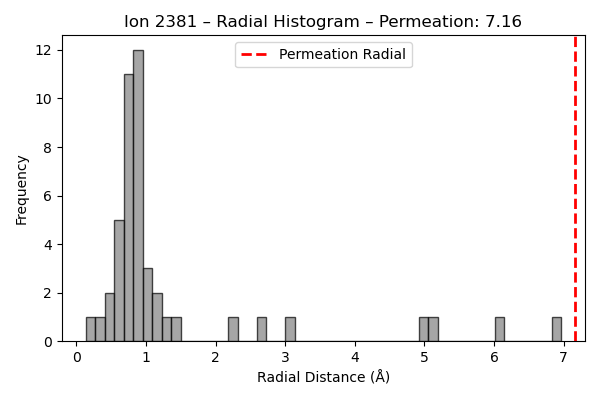 Ion 2381 – Radial Histogram – Permeation: 7.16
Permeation Radial
Frequency
12
10
8
6
4
2
0
0 1 2 3 4 5 6 7
Radial Distance (Å)